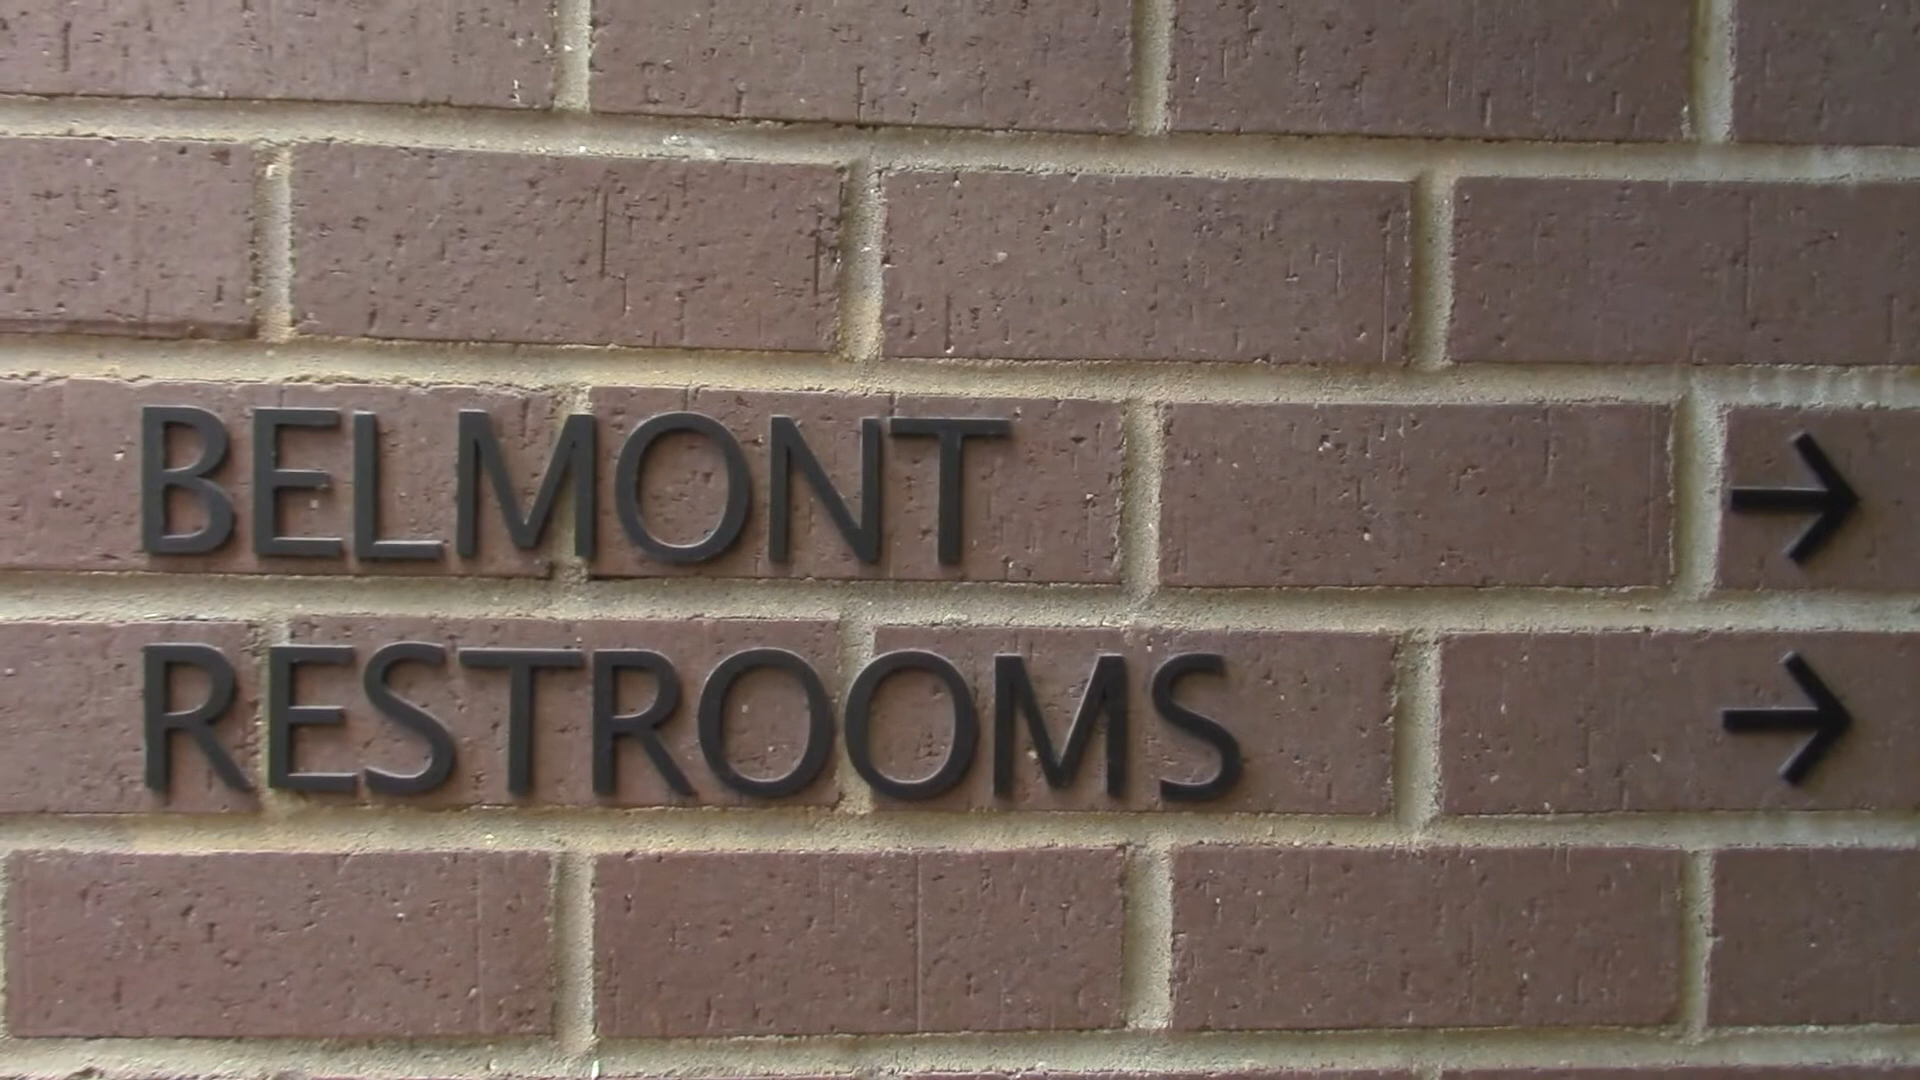 BELMONT →
RESTROOMS →